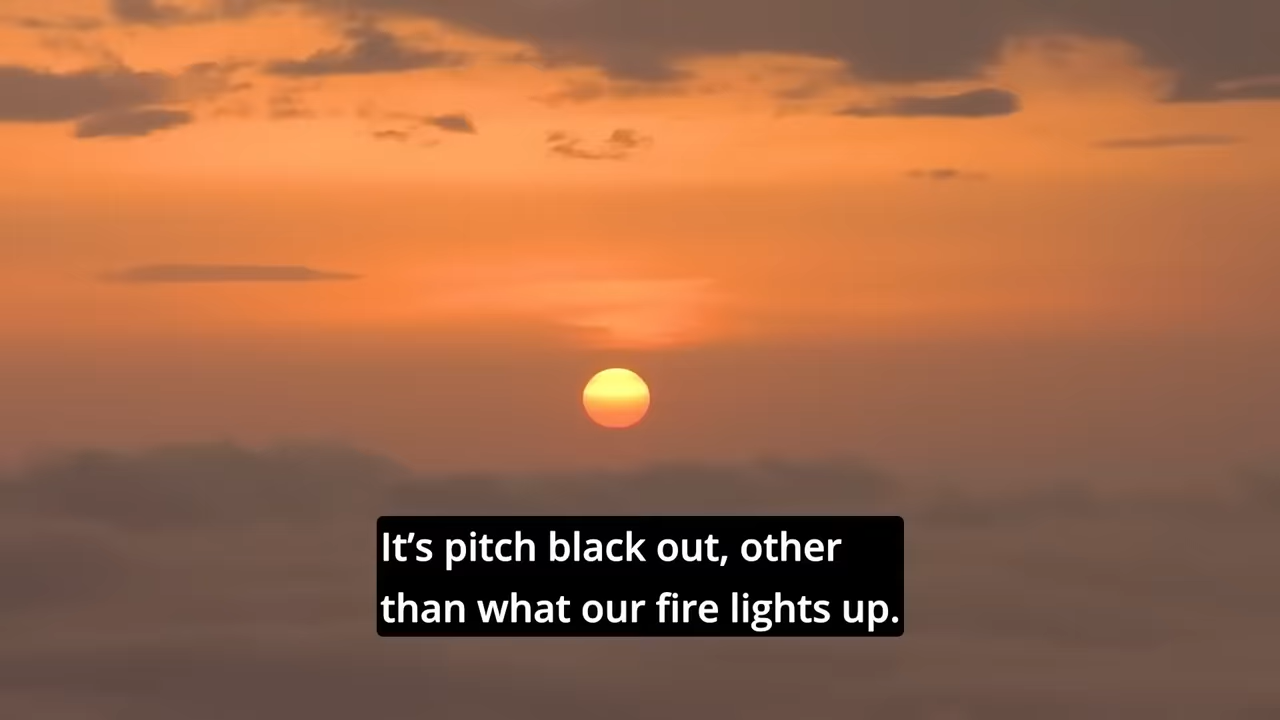 It’s pitch black out, other
than what our fire lights up.